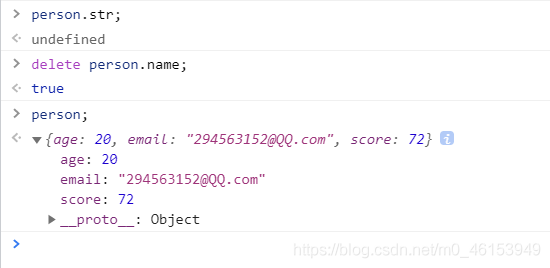 person.str;
undefined
delete person.name;
true
person;
{age: 20, email: "294563152@QQ.com", score: 72} i
age: 20
email: "294563152@QQ.com"
score: 72
__proto__: Object
https://blog.csdn.net/m0_46153949